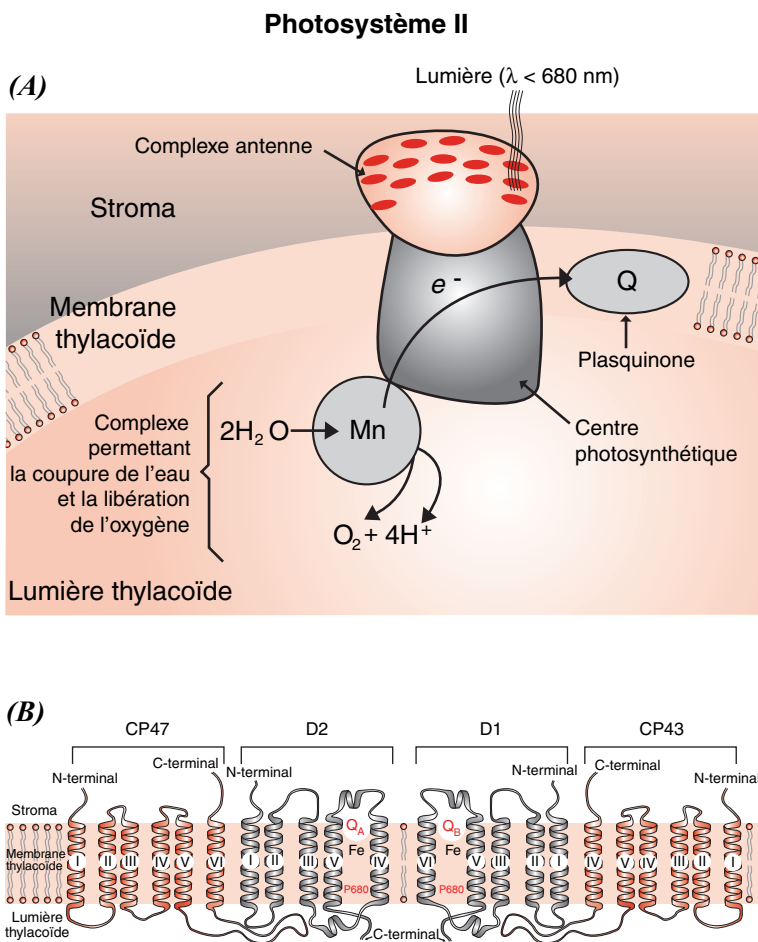 Photosystème II
(A)
Lumière (λ < 680 nm)
Complexe antenne
Stroma
e⁻
Q
Membrane
thylacoïde
Plasquinone
Complexe
permettant
la coupure de l'eau
et la libération
de l'oxygène
2H₂O
Mn
Centre
photosynthétique
O₂ + 4H⁺
Lumière thylacoïde
(B)
CP47 D2 D1 CP43
N-terminal C-terminal N-terminal N-terminal C-terminal N-terminal
Stroma
Q_A Q_B
Fe Fe
Membrane
thylacoïde
I II III IV V VI I II III V IV VI V III II I IV V IV III II I
P680 P680
Lumière
thylacoïde
C-terminal